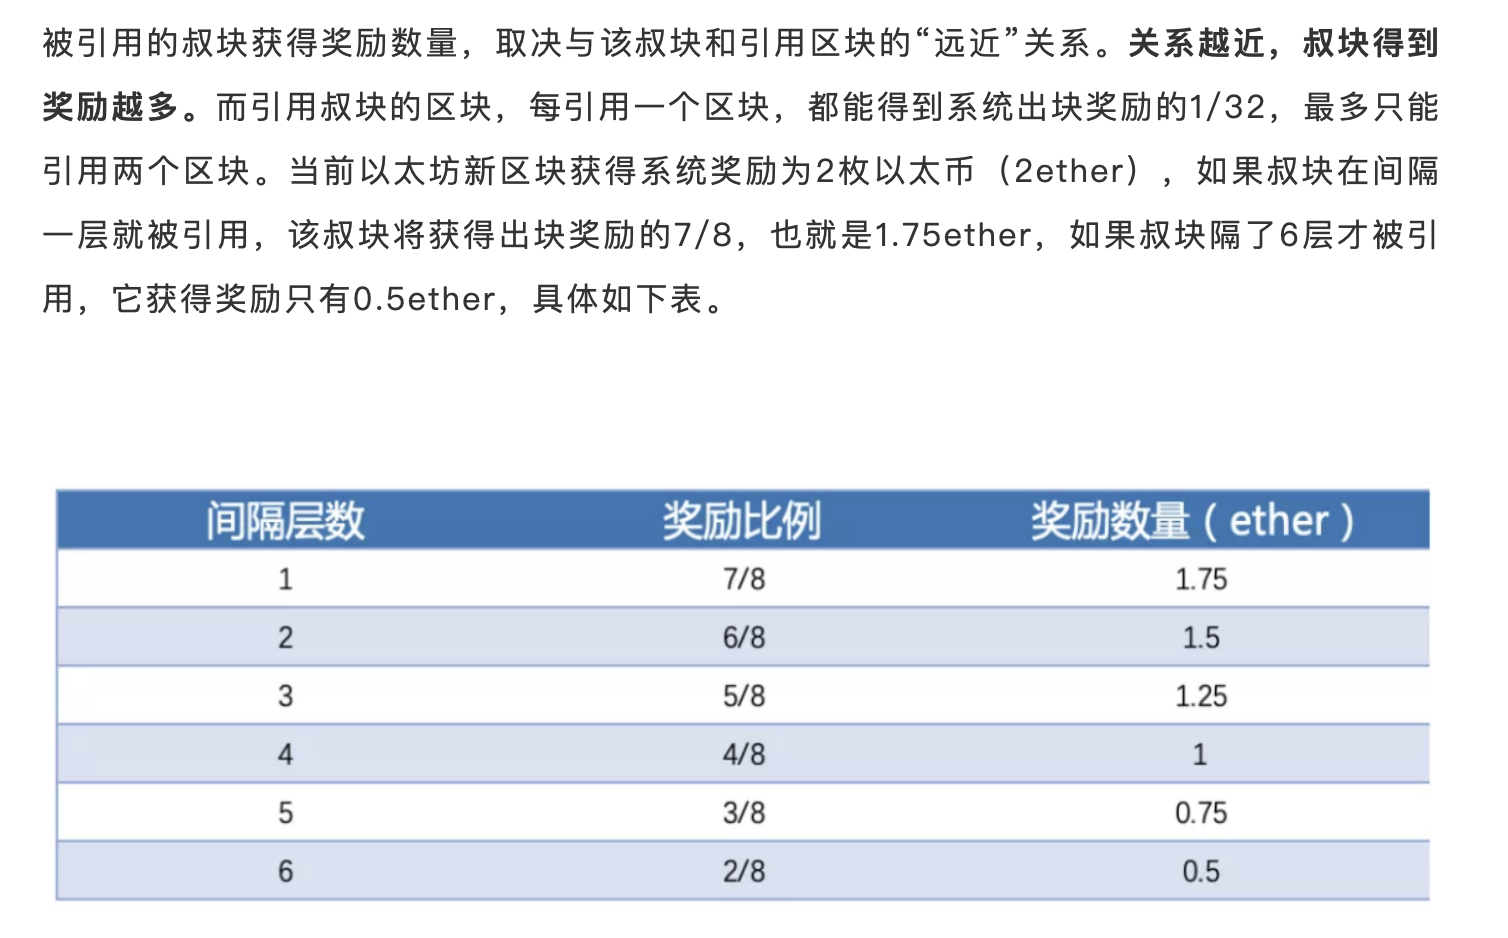 被引用的叔块获得奖励数量，取决与该叔块和引用区块的“远近”关系。关系越近，叔块得到
奖励越多。而引用叔块的区块，每引用一个区块，都能得到系统出块奖励的1/32，最多只能
引用两个区块。当前以太坊新区块获得系统奖励为2枚以太币（2ether），如果叔块在间隔
一层就被引用，该叔块将获得出块奖励的7/8，也就是1.75ether，如果叔块隔了6层才被引
用，它获得奖励只有0.5ether，具体如下表。
间隔层数 奖励比例 奖励数量（ether）
1 7/8 1.75
2 6/8 1.5
3 5/8 1.25
4 4/8 1
5 3/8 0.75
6 2/8 0.5